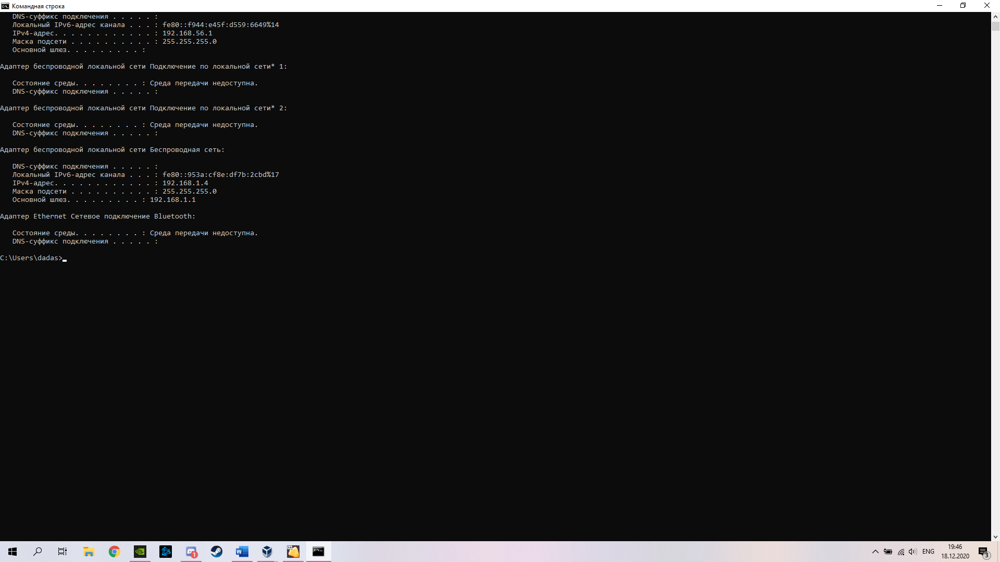 Командная строка
DNS-суффикс подключения . . . . . :
Локальный IPv6-адрес канала . . . : fe80::f944:e45f:d559:6649%14
IPv4-адрес. . . . . . . . . . . . : 192.168.56.1
Маска подсети . . . . . . . . . . : 255.255.255.0
Основной шлюз. . . . . . . . . :
Адаптер беспроводной локальной сети Подключение по локальной сети* 1:
Состояние среды. . . . . . . . : Среда передачи недоступна.
DNS-суффикс подключения . . . . . :
Адаптер беспроводной локальной сети Подключение по локальной сети* 2:
Состояние среды. . . . . . . . : Среда передачи недоступна.
DNS-суффикс подключения . . . . . :
Адаптер беспроводной локальной сети Беспроводная сеть:
DNS-суффикс подключения . . . . . :
Локальный IPv6-адрес канала . . . : fe80::953a:cf8e:df7b:2cbd%17
IPv4-адрес. . . . . . . . . . . . : 192.168.1.4
Маска подсети . . . . . . . . . . : 255.255.255.0
Основной шлюз. . . . . . . . . : 192.168.1.1
Адаптер Ethernet Сетевое подключение Bluetooth:
Состояние среды. . . . . . . . : Среда передачи недоступна.
DNS-суффикс подключения . . . . . :
C:\Users\dadas>
ENG
19:46
18.12.2020
3
1
64